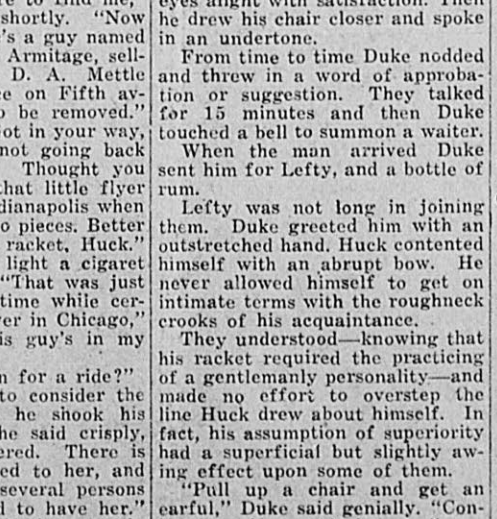 shortly. "Now
's a guy named
Armitage, sell-
D. A. Mettle
e on Fifth av-
o be removed."
ot in your way,
not going back
Thought you
that little flyer
dianapolis when
o pieces. Better
racket, Huck."
light a cigaret
"That was just
time while cer-
er in Chicago,"
is guy's in my
n for a ride?"
to consider the
he shook his
he said crisply,
ered. There is
ed to her, and
several persons
d to have her."
eyes alight with satisfaction. Then
he drew his chair closer and spoke
in an undertone.
From time to time Duke nodded
and threw in a word of approba-
tion or suggestion. They talked
for 15 minutes and then Duke
touched a bell to summon a waiter.
When the man arrived Duke
sent him for Lefty, and a bottle of
rum.
Lefty was not long in joining
them. Duke greeted him with an
outstretched hand. Huck contented
himself with an abrupt bow. He
never allowed himself to get on
intimate terms with the roughneck
crooks of his acquaintance.
They understood—knowing that
his racket required the practicing
of a gentlemanly personality—and
made no effort to overstep the
line Huck drew about himself. In
fact, his assumption of superiority
had a superficial but slightly aw-
ing effect upon some of them.
"Pull up a chair and get an
earful," Duke said genially. "Con-